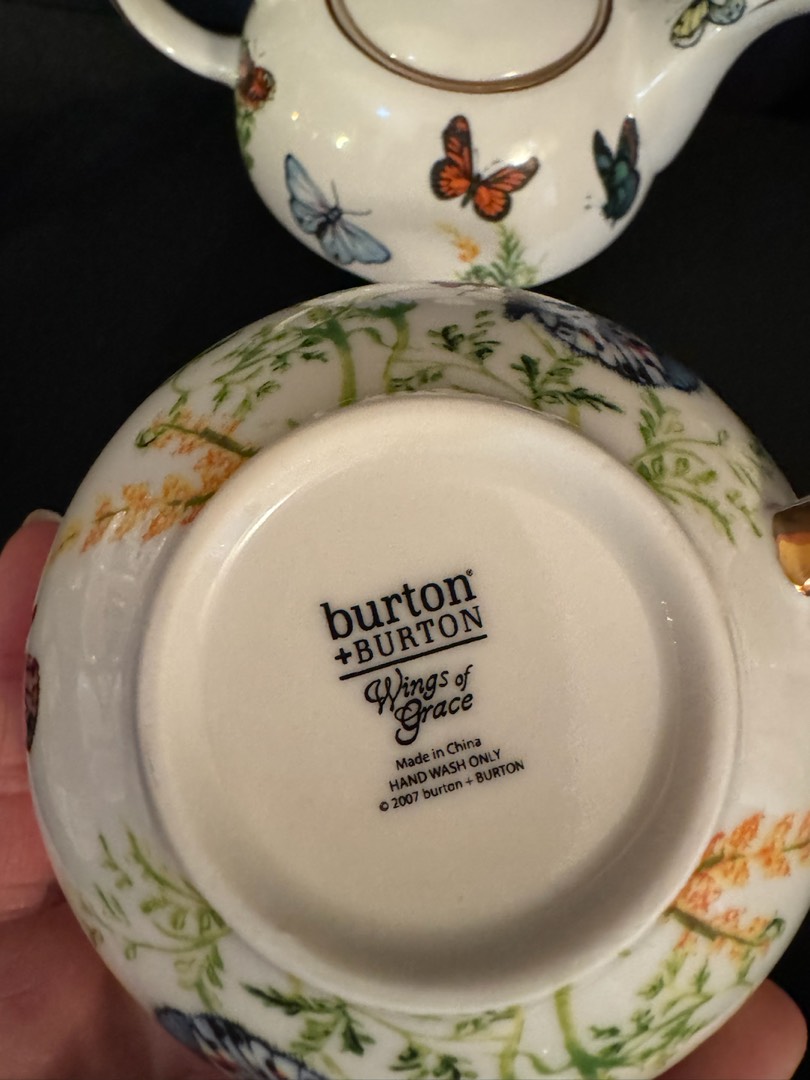 burton®
+BURTON
Wings of
Grace
Made in China
HAND WASH ONLY
© 2007 burton + BURTON